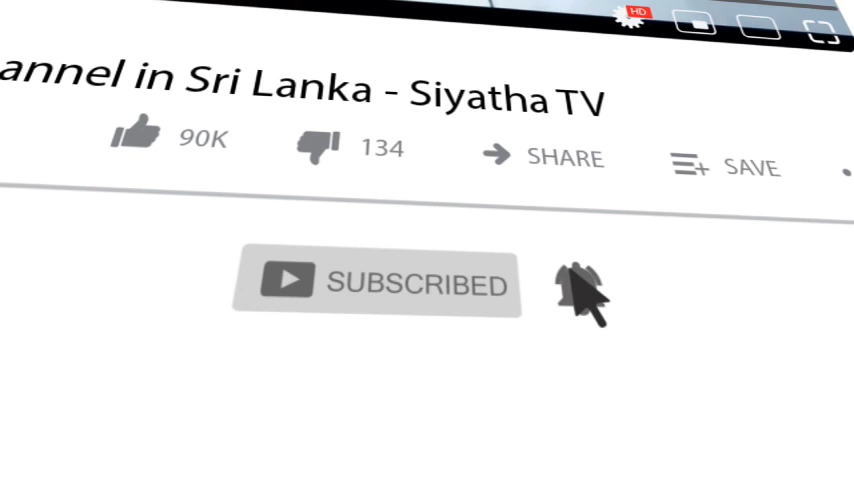 HD
annel in Sri Lanka - Siyatha TV
90K 134 SHARE SAVE
SUBSCRIBED